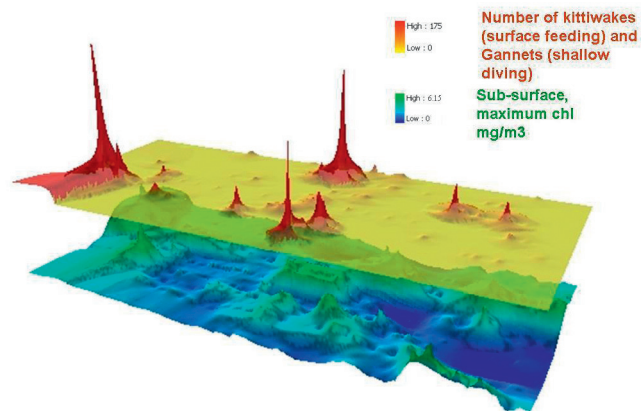 High : 175
Low : 0
Number of kittiwakes
(surface feeding) and
Gannets (shallow
diving)
High : 6.15
Low : 0
Sub-surface,
maximum chl
mg/m3